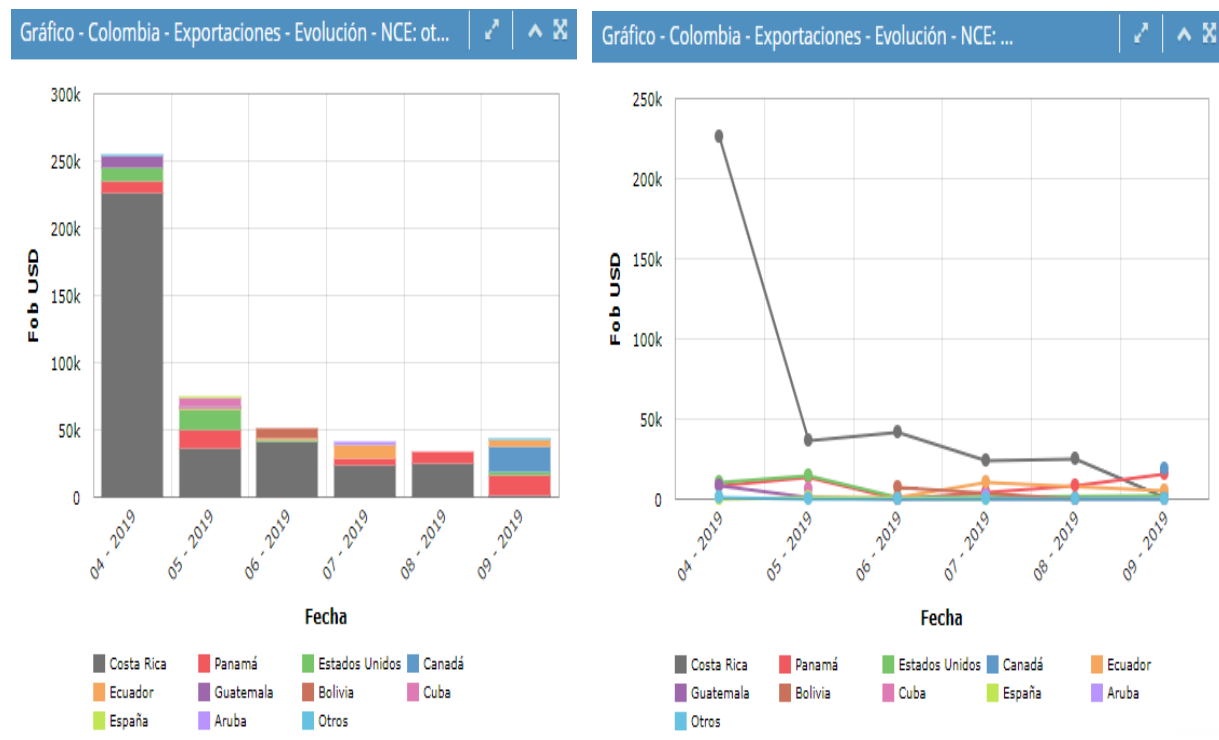 Gráfico - Colombia - Exportaciones - Evolución - NCE: ot...
300k
250k
200k
150k
100k
50k
0
Fob USD
04 - 2019
05 - 2019
06 - 2019
07 - 2019
08 - 2019
09 - 2019
Fecha
Costa Rica Panamá Estados Unidos Canadá
Ecuador Guatemala Bolivia Cuba
España Aruba Otros
Gráfico - Colombia - Exportaciones - Evolución - NCE: ...
250k
200k
150k
100k
50k
0
Fob USD
04 - 2019
05 - 2019
06 - 2019
07 - 2019
08 - 2019
09 - 2019
Fecha
Costa Rica Panamá Estados Unidos Canadá Ecuador
Guatemala Bolivia Cuba España Aruba
Otros